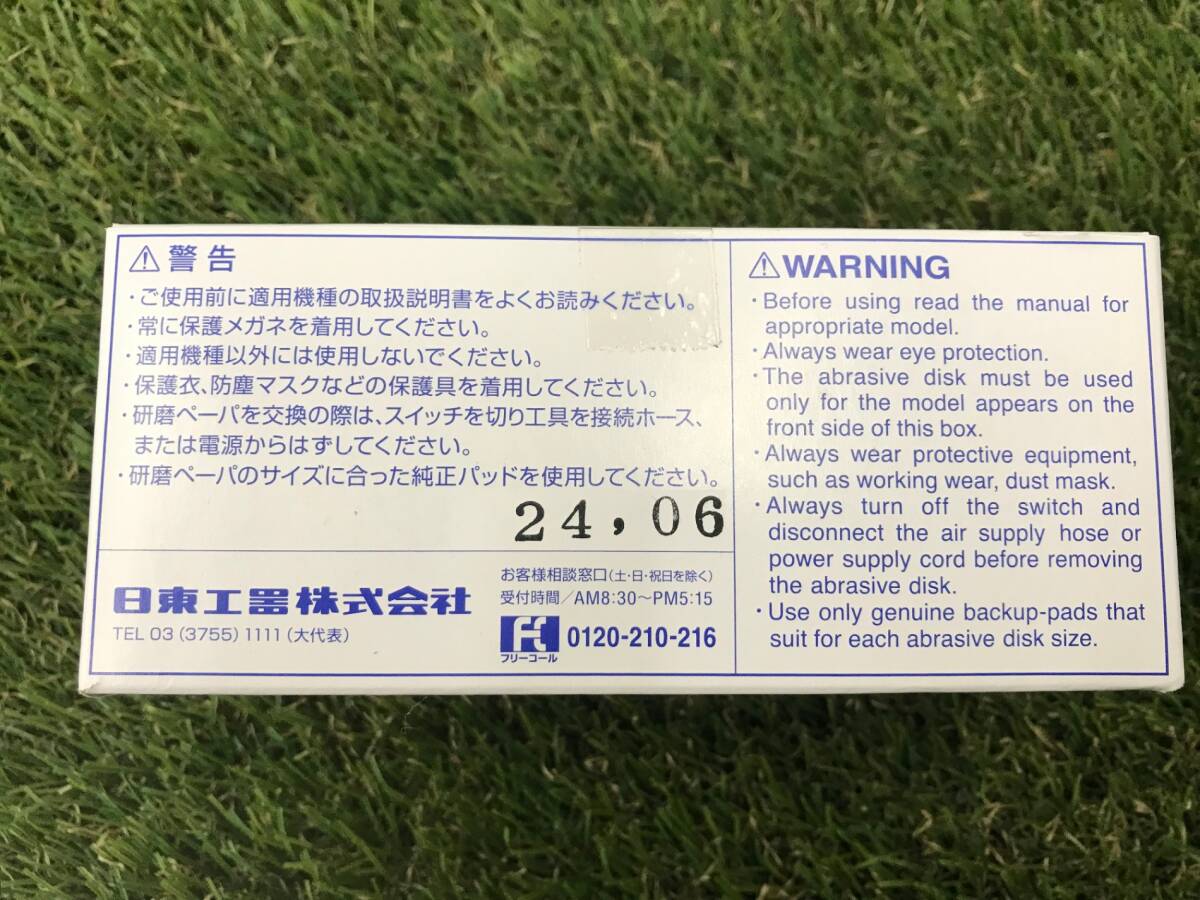 ⚠警告
・ご使用前に適用機種の取扱説明書をよくお読みください。
・常に保護メガネを着用してください。
・適用機種以外には使用しないでください。
・保護衣、防塵マスクなどの保護具を着用してください。
・研磨ペーパを交換の際は、スイッチを切り工具を接続ホース、
または電源からはずしてください。
・研磨ペーパのサイズに合った純正パッドを使用してください。
24,06
日東工器株式会社
TEL 03 (3755) 1111 (大代表)
お客様相談窓口(土・日・祝日を除く)
受付時間/AM8:30~PM5:15
フリーコール
0120-210-216
⚠WARNING
・Before using read the manual for
appropriate model.
・Always wear eye protection.
・The abrasive disk must be used
only for the model appears on the
front side of this box.
・Always wear protective equipment,
such as working wear, dust mask.
・Always turn off the switch and
disconnect the air supply hose or
power supply cord before removing
the abrasive disk.
・Use only genuine backup-pads that
suit for each abrasive disk size.